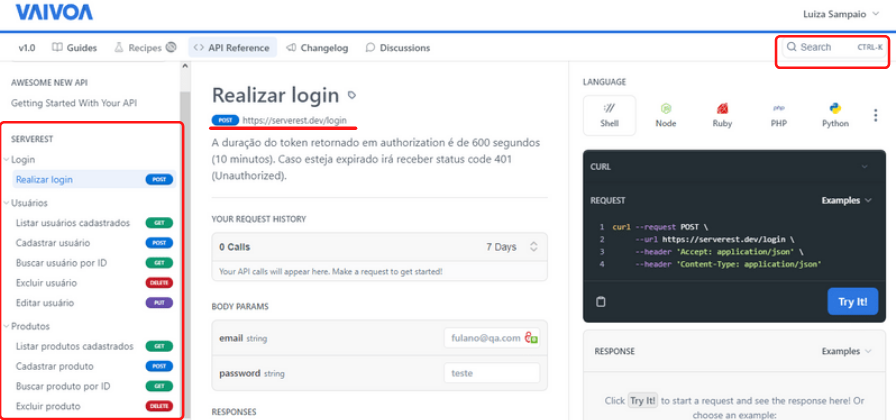 VAIVOA
Luiza Sampaio
v1.0 Guides Recipes API Reference Changelog Discussions
Search CTRL-K
AWESOME NEW API
Getting Started With Your API
SERVEREST
Login
Realizar login POST
Usuários
Listar usuários cadastrados GET
Cadastrar usuário POST
Buscar usuário por ID GET
Excluir usuário DELETE
Editar usuário PUT
Produtos
Listar produtos cadastrados GET
Cadastrar produto POST
Buscar produto por ID GET
Excluir produto DELETE
Realizar login
POST https://serverest.dev/login
A duração do token retornado em authorization é de 600 segundos
(10 minutos). Caso esteja expirado irá receber status code 401
(Unauthorized).
YOUR REQUEST HISTORY
0 Calls 7 Days
Your API calls will appear here. Make a request to get started!
BODY PARAMS
email string fulano@qa.com
password string teste
RESPONSES
LANGUAGE
Shell Node Ruby PHP Python
CURL
REQUEST Examples
1 curl --request POST \
2 --url https://serverest.dev/login \
3 --header 'Accept: application/json' \
4 --header 'Content-Type: application/json'
Try It!
RESPONSE Examples
Click Try It! to start a request and see the response here! Or
choose an example: